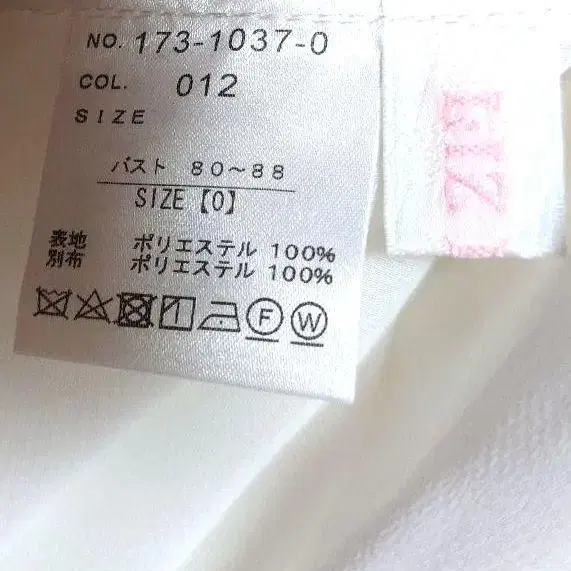 NO. 173-1037-0
COL. 012
SIZE
バスト 80～88
SIZE【0】
表地 ポリエステル 100%
別布 ポリエステル 100%
F W